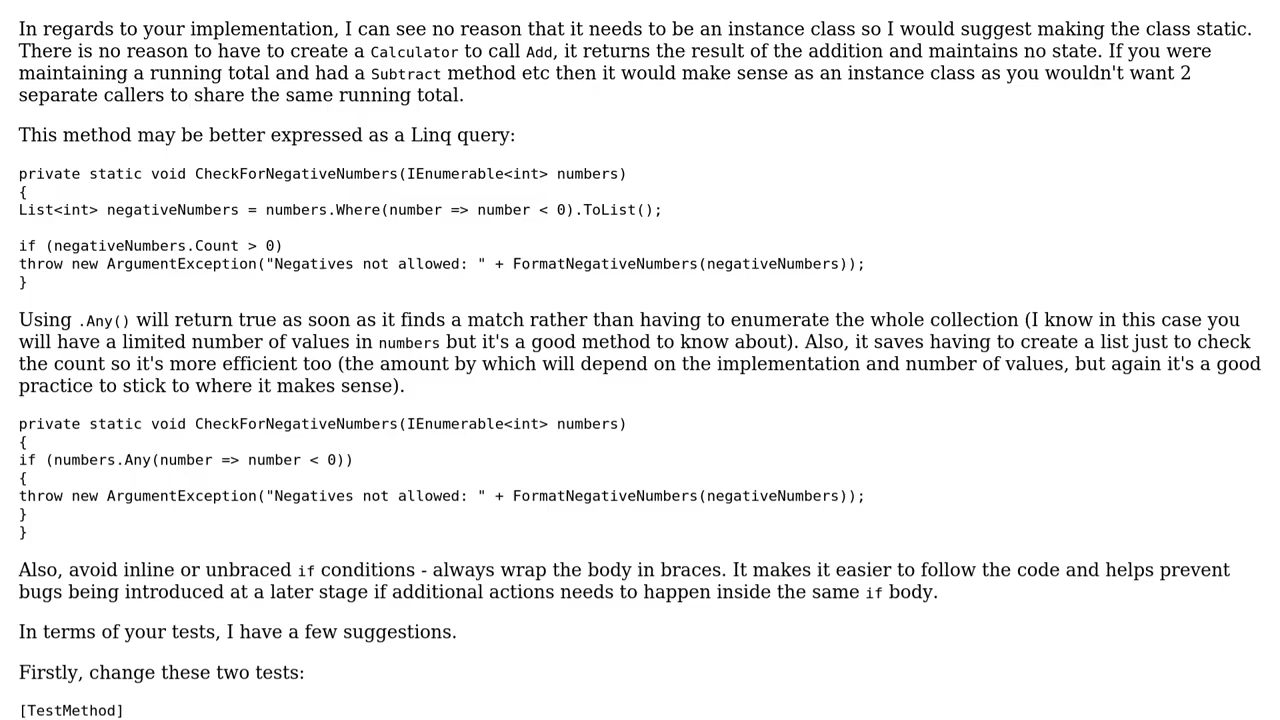 In regards to your implementation, I can see no reason that it needs to be an instance class so I would suggest making the class static.
There is no reason to have to create a Calculator to call Add, it returns the result of the addition and maintains no state. If you were
maintaining a running total and had a Subtract method etc then it would make sense as an instance class as you wouldn't want 2
separate callers to share the same running total.
This method may be better expressed as a Linq query:
private static void CheckForNegativeNumbers(IEnumerable<int> numbers)
{
List<int> negativeNumbers = numbers.Where(number => number < 0).ToList();
if (negativeNumbers.Count > 0)
throw new ArgumentException("Negatives not allowed: " + FormatNegativeNumbers(negativeNumbers));
}
Using .Any() will return true as soon as it finds a match rather than having to enumerate the whole collection (I know in this case you
will have a limited number of values in numbers but it's a good method to know about). Also, it saves having to create a list just to check
the count so it's more efficient too (the amount by which will depend on the implementation and number of values, but again it's a good
practice to stick to where it makes sense).
private static void CheckForNegativeNumbers(IEnumerable<int> numbers)
{
if (numbers.Any(number => number < 0))
{
throw new ArgumentException("Negatives not allowed: " + FormatNegativeNumbers(negativeNumbers));
}
}
Also, avoid inline or unbraced if conditions - always wrap the body in braces. It makes it easier to follow the code and helps prevent
bugs being introduced at a later stage if additional actions needs to happen inside the same if body.
In terms of your tests, I have a few suggestions.
Firstly, change these two tests:
[TestMethod]